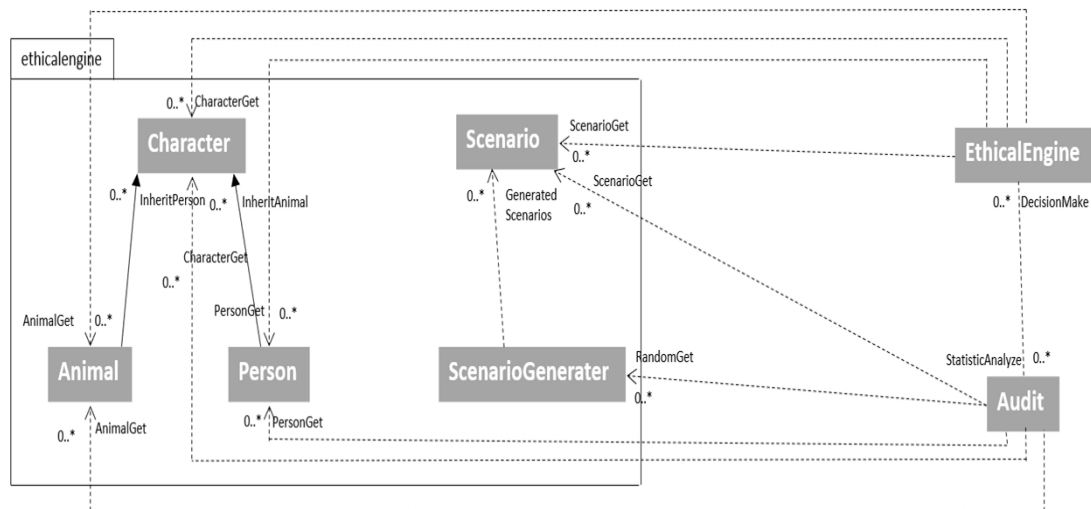 ethicalengine
0..*
CharacterGet
Character
Scenario
ScenarioGet
0..*
EthicalEngine
0..*
InheritPerson
0..*
InheritAnimal
0..*
Generated
Scenarios
ScenarioGet
0..*
0..*
DecisionMake
CharacterGet
0..*
AnimalGet
0..*
PersonGet
0..*
Animal
Person
ScenarioGenerater
RandomGet
0..*
StatisticAnalyze
0..*
Audit
0..*
AnimalGet
0..*
PersonGet